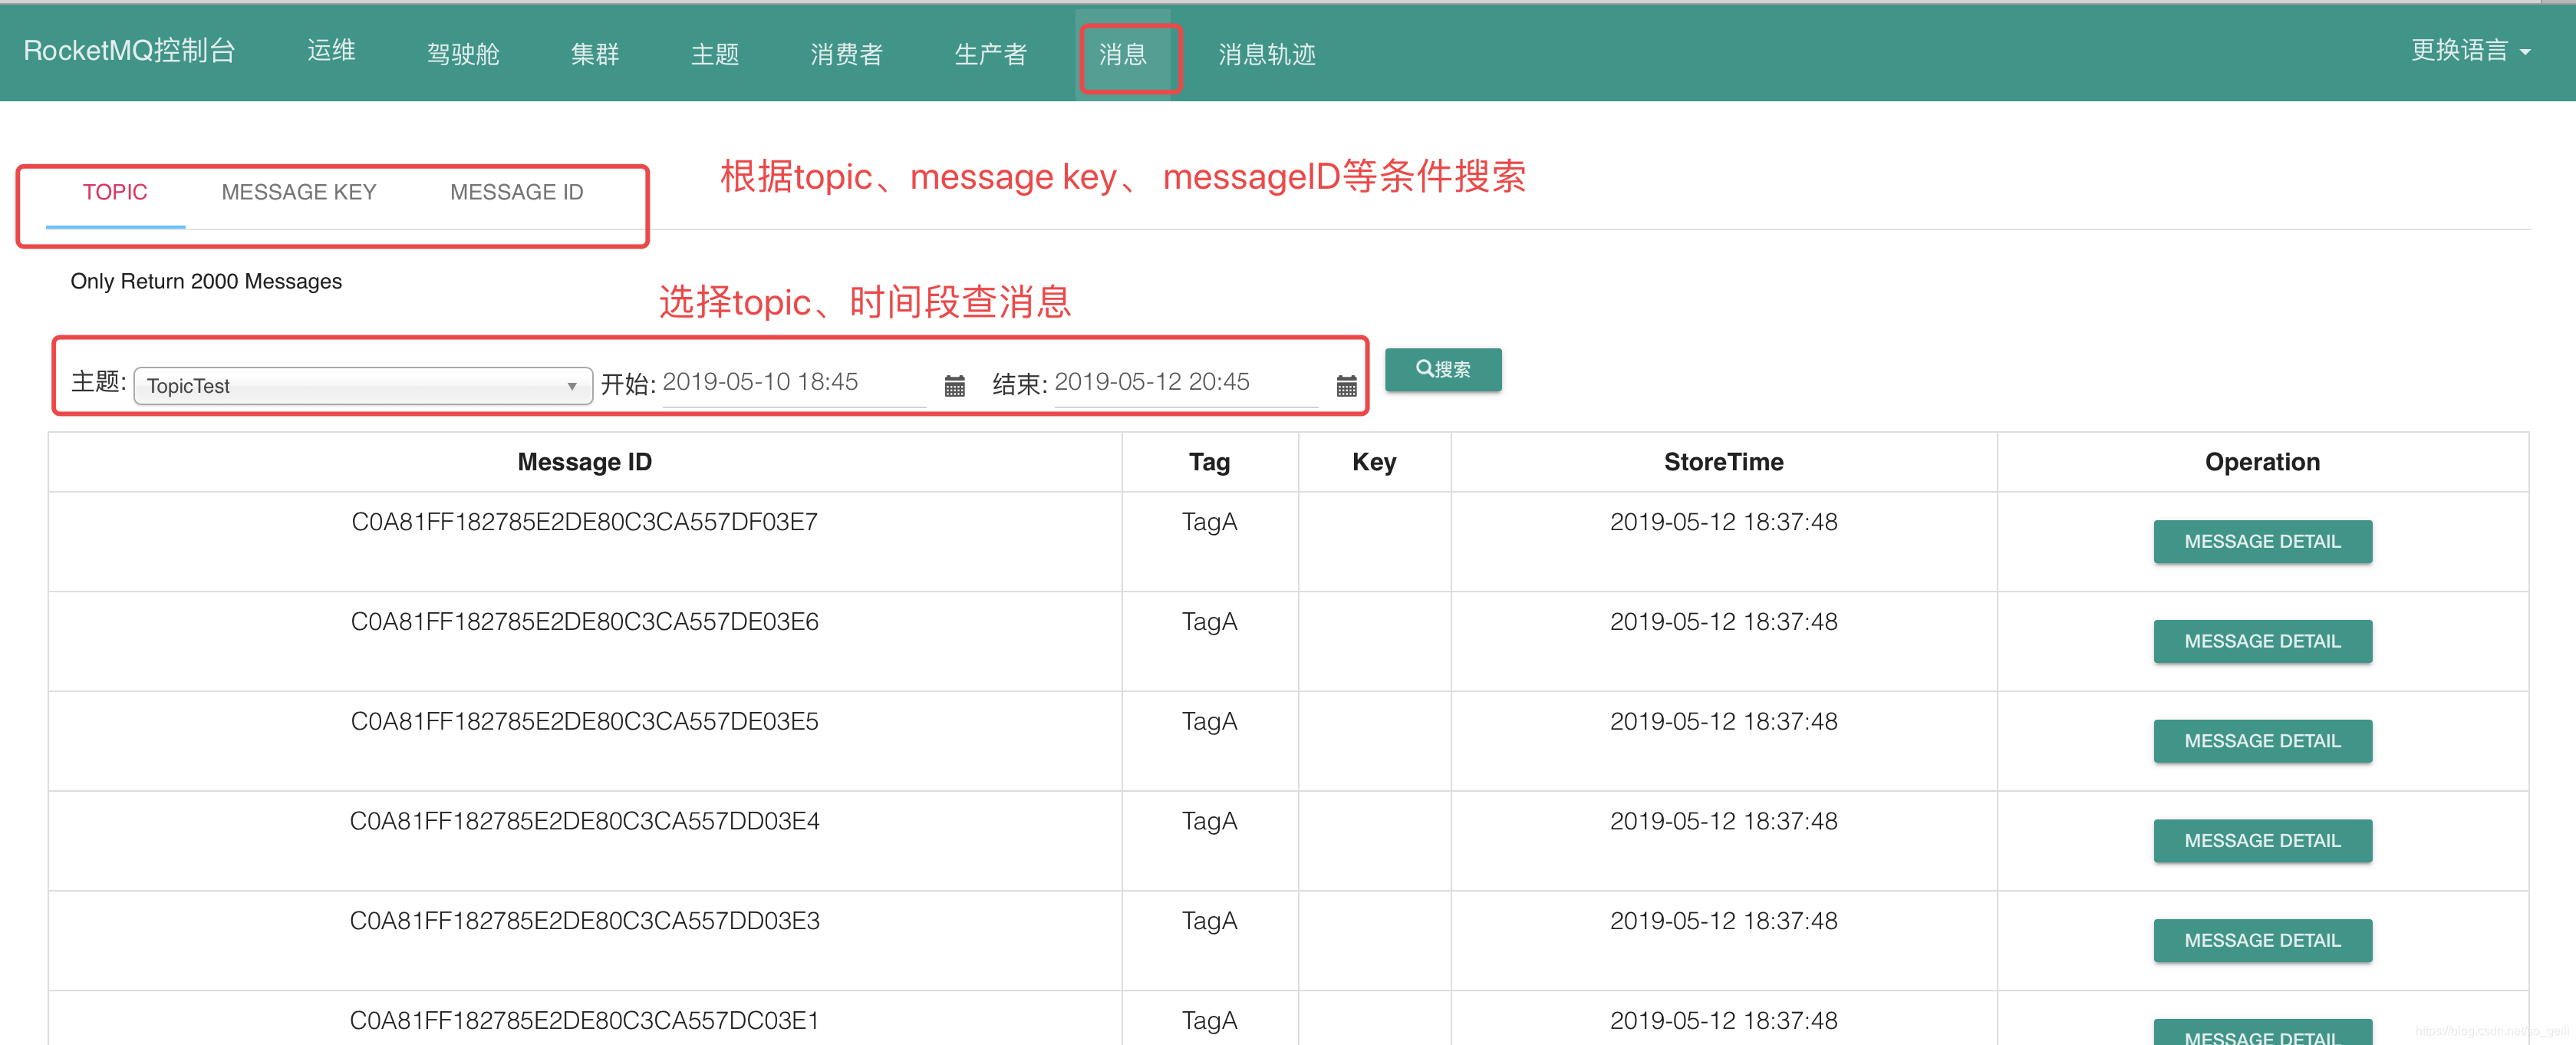 RocketMQ控制台 运维 驾驶舱 集群 主题 消费者 生产者 消息 消息轨迹 更换语言
根据topic、message key、 messageID等条件搜索
TOPIC MESSAGE KEY MESSAGE ID
Only Return 2000 Messages
选择topic、时间段查消息
主题: TopicTest 开始: 2019-05-10 18:45 结束: 2019-05-12 20:45 搜索
Message ID Tag Key StoreTime Operation
C0A81FF182785E2DE80C3CA557DF03E7 TagA 2019-05-12 18:37:48 MESSAGE DETAIL
C0A81FF182785E2DE80C3CA557DE03E6 TagA 2019-05-12 18:37:48 MESSAGE DETAIL
C0A81FF182785E2DE80C3CA557DE03E5 TagA 2019-05-12 18:37:48 MESSAGE DETAIL
C0A81FF182785E2DE80C3CA557DD03E4 TagA 2019-05-12 18:37:48 MESSAGE DETAIL
C0A81FF182785E2DE80C3CA557DD03E3 TagA 2019-05-12 18:37:48 MESSAGE DETAIL
C0A81FF182785E2DE80C3CA557DC03E1 TagA 2019-05-12 18:37:48 MESSAGE DETAIL